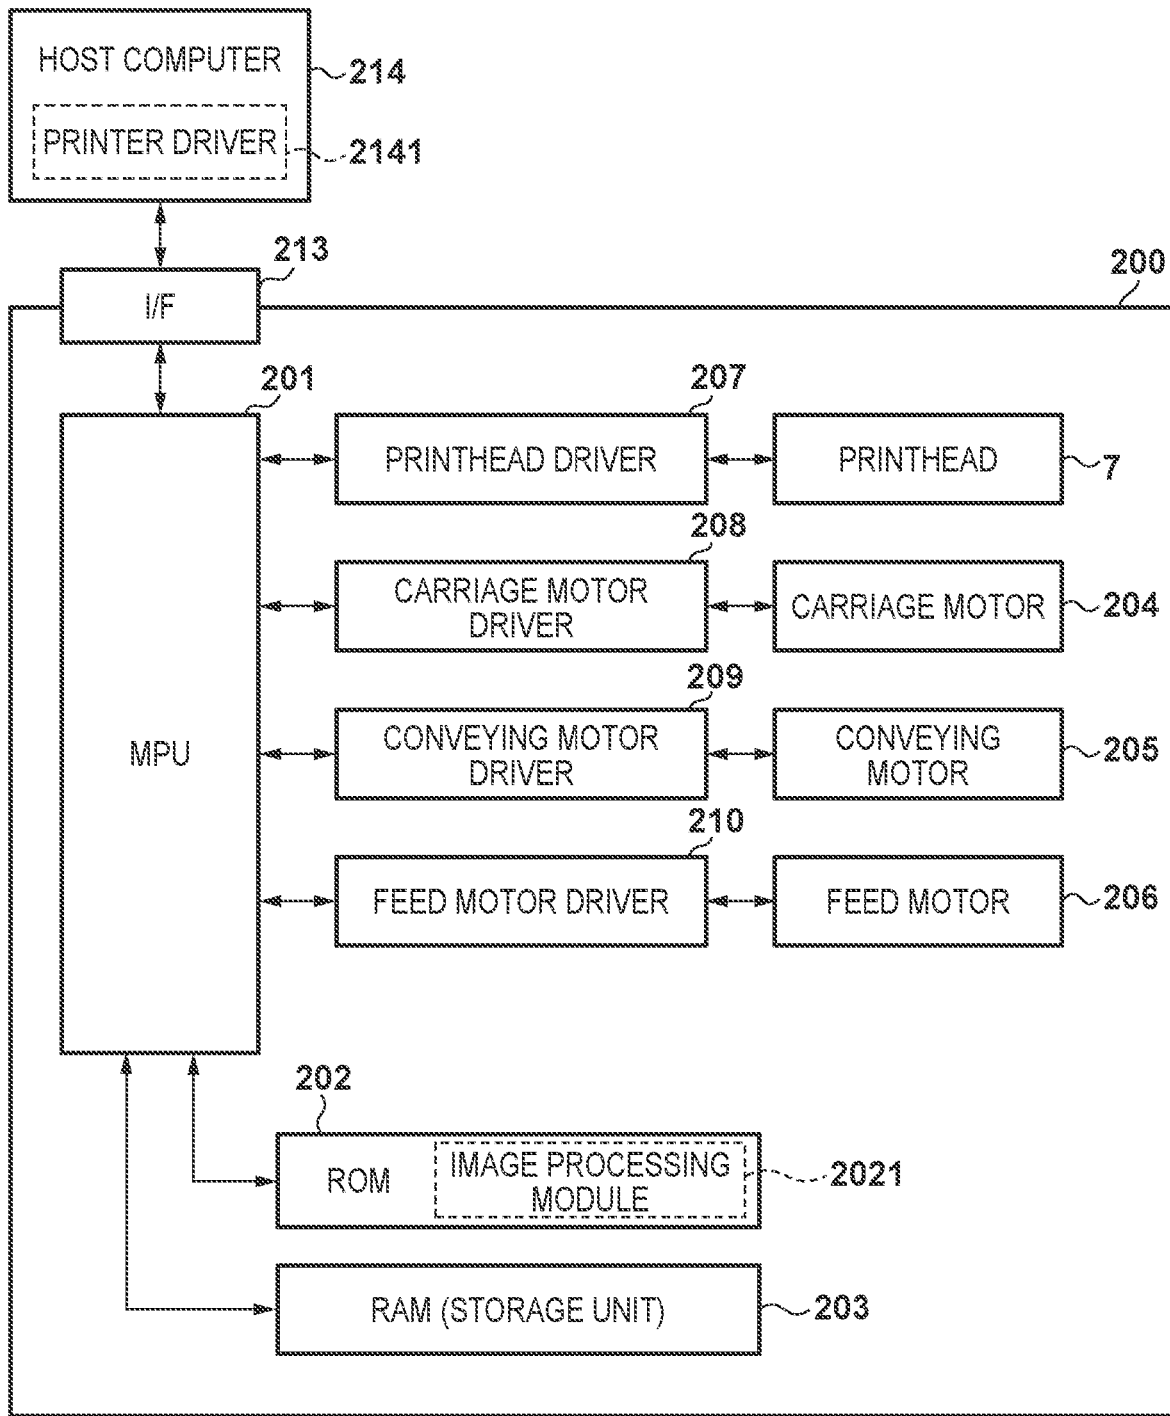 HOST COMPUTER
214
PRINTER DRIVER
2141
213
I/F
200
201
207
PRINTHEAD DRIVER
PRINTHEAD
7
208
CARRIAGE MOTOR
DRIVER
CARRIAGE MOTOR
204
MPU
209
CONVEYING MOTOR
DRIVER
CONVEYING
MOTOR
205
210
FEED MOTOR DRIVER
FEED MOTOR
206
202
ROM
IMAGE PROCESSING
MODULE
2021
RAM (STORAGE UNIT)
203